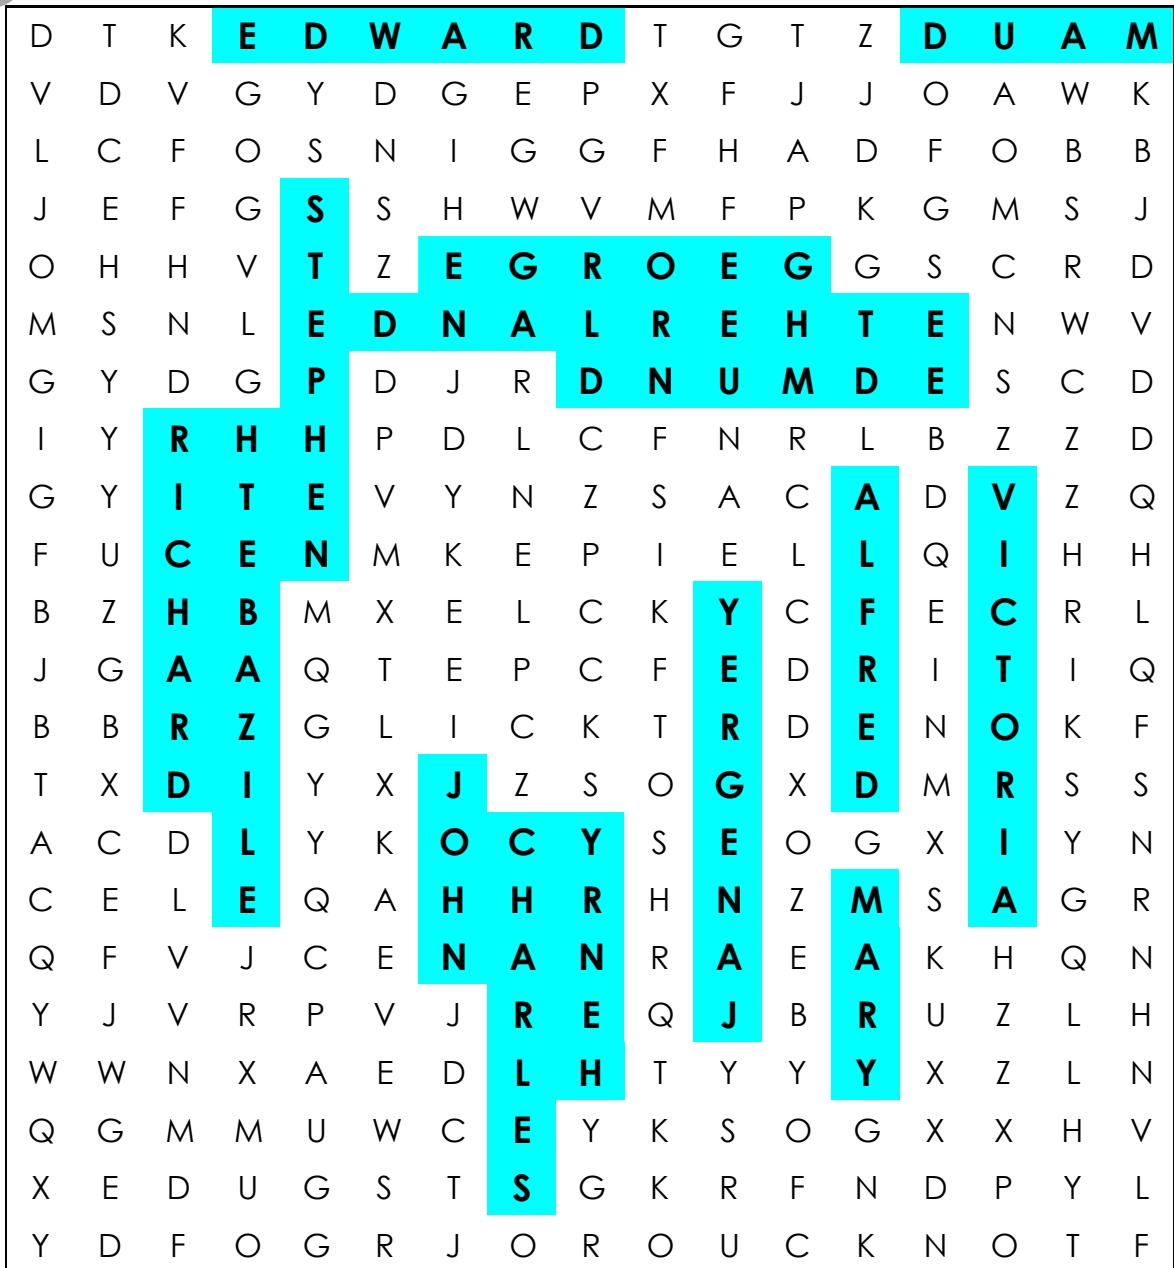 D T K E D W A R D T G T Z D U A M
V D V G Y D G E P X F J J O A W K
L C F O S N I G G F H A D F O B B
J E F G S S H W V M F P K G M S J
O H H V T Z E G R O E G G S C R D
M S N L E D N A L R E H T E N W V
G Y D G P D J R D N U M D E S C D
I Y R H H P D L C F N R L B Z Z D
G Y I T E V Y N Z S A C A D V Z Q
F U C E N M K E P I E L L Q I H H
B Z H B M X E L C K Y C F E C R L
J G A A Q T E P C F E D R I T I Q
B B R Z G L I C K T R D E N O K F
T X D I Y X J Z S O G X D M R S S
A C D L Y K O C Y S E O G X I Y N
C E L E Q A H H R H N Z M S A G R
Q F V J C E N A N R A E A K H Q N
Y J V R P V J R E Q J B R U Z L H
W W N X A E D L H T Y Y Y X Z L N
Q G M M U W C E Y K S O G X X H V
X E D U G S T S G K R F N D P Y L
Y D F O G R J O R O U C K N O T F